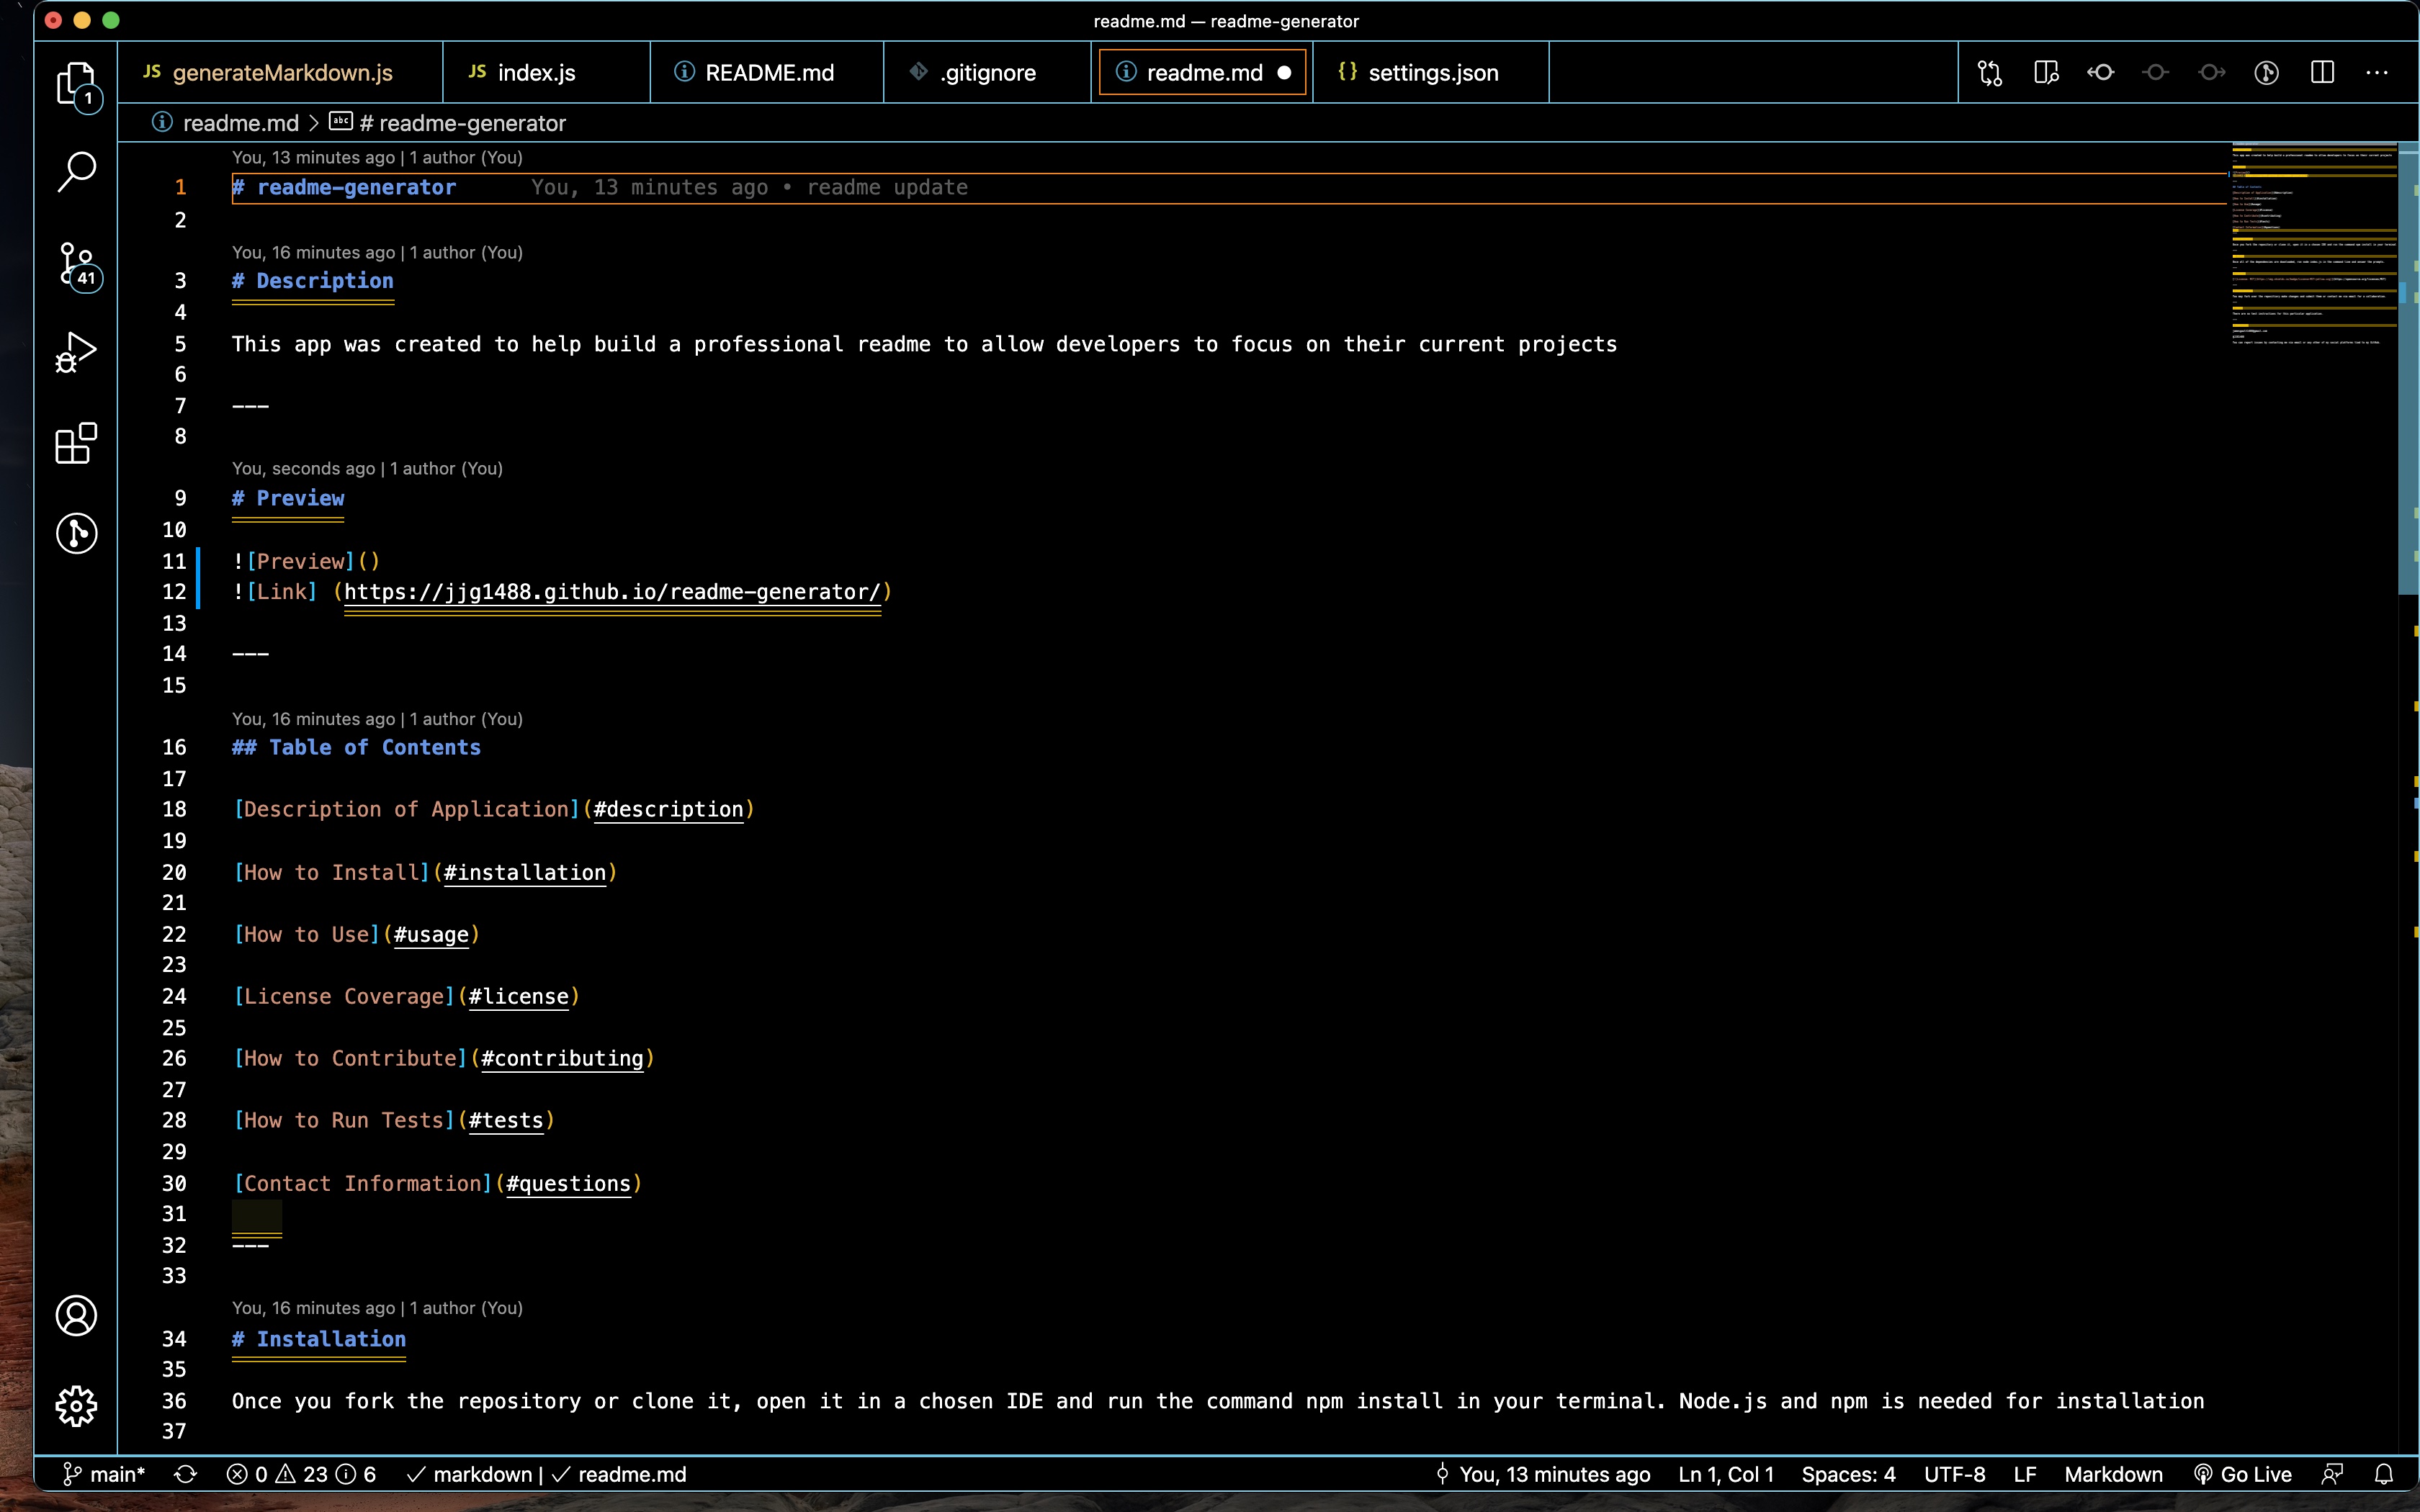 readme.md — readme-generator
JS generateMarkdown.js
JS index.js
README.md
.gitignore
readme.md
{} settings.json
1
41
readme.md > abc # readme-generator
You, 13 minutes ago | 1 author (You)
1 # readme-generator You, 13 minutes ago • readme update
2
You, 16 minutes ago | 1 author (You)
3 # Description
4
5 This app was created to help build a professional readme to allow developers to focus on their current projects
6
7 ---
8
You, seconds ago | 1 author (You)
9 # Preview
10
11 ![Preview]()
12 ![Link] (https://jjg1488.github.io/readme-generator/)
13
14 ---
15
You, 16 minutes ago | 1 author (You)
16 ## Table of Contents
17
18 [Description of Application](#description)
19
20 [How to Install](#installation)
21
22 [How to Use](#usage)
23
24 [License Coverage](#license)
25
26 [How to Contribute](#contributing)
27
28 [How to Run Tests](#tests)
29
30 [Contact Information](#questions)
31
32 ---
33
You, 16 minutes ago | 1 author (You)
34 # Installation
35
36 Once you fork the repository or clone it, open it in a chosen IDE and run the command npm install in your terminal. Node.js and npm is needed for installation
37
main* 0 23 6 markdown | readme.md You, 13 minutes ago Ln 1, Col 1 Spaces: 4 UTF-8 LF Markdown Go Live